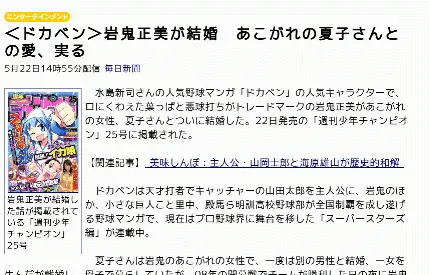 エンターテインメント
＜ドカベン＞岩鬼正美が結婚　あこがれの夏子さんと
の愛、実る
5月22日14時55分配信 毎日新聞
水島新司さんの人気野球マンガ「ドカベン」の人気キャラクターで、
口にくわえた葉っぱと悪球打ちがトレードマークの岩鬼正美があこがれ
の女性、夏子さんとついに結婚した。22日発売の「週刊少年チャンピオ
ン」25号に掲載された。
【関連記事】 美味しんぼ：主人公・山岡士郎と海原雄山が歴史的和解
岩鬼正美が結婚し
た話が掲載されて
いる「週刊少年
チャンピオン」
25号
ドカベンは天才打者でキャッチャーの山田太郎を主人公に、岩鬼のほ
か、小さな巨人こと里中、殿馬ら明訓高校野球部が全国制覇を成し遂げ
る野球マンガで、現在はプロ野球界に舞台を移した「スーパースターズ
編」が連載中。
夏子さんは岩鬼のあこがれの女性で、一度は別の男性と結婚、一女を